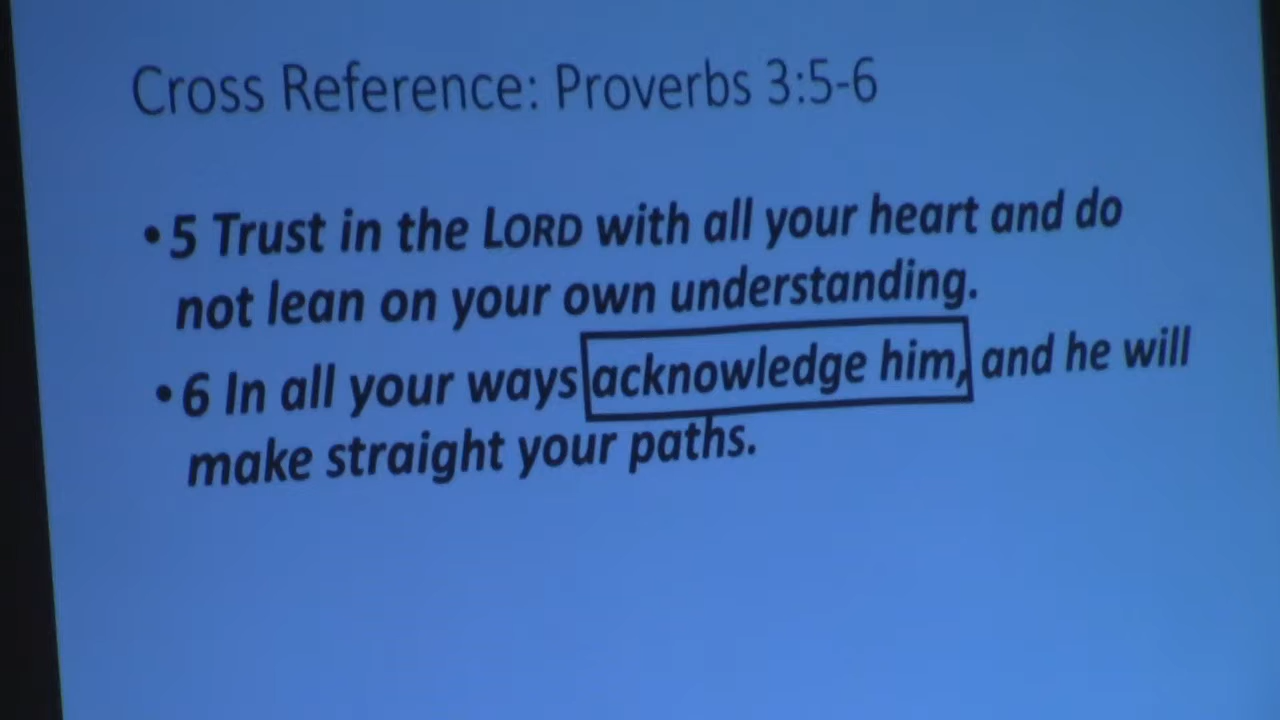 Cross Reference: Proverbs 3:5-6
• 5 Trust in the LORD with all your heart and do
not lean on your own understanding.
• 6 In all your ways acknowledge him, and he will
make straight your paths.